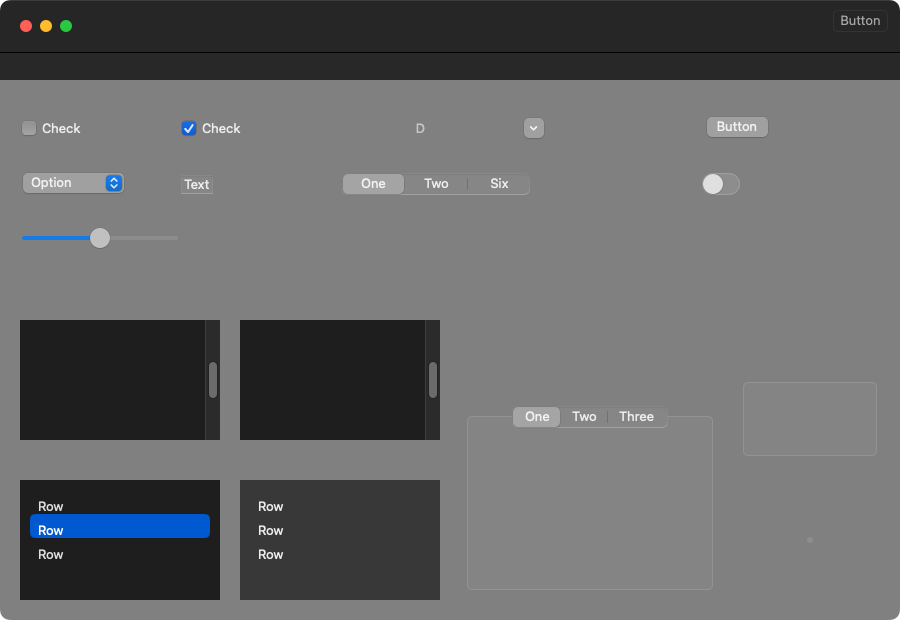 Button
Check
Check
D
Button
Option
Text
One
Two
Six
One
Two
Three
Row
Row
Row
Row
Row
Row